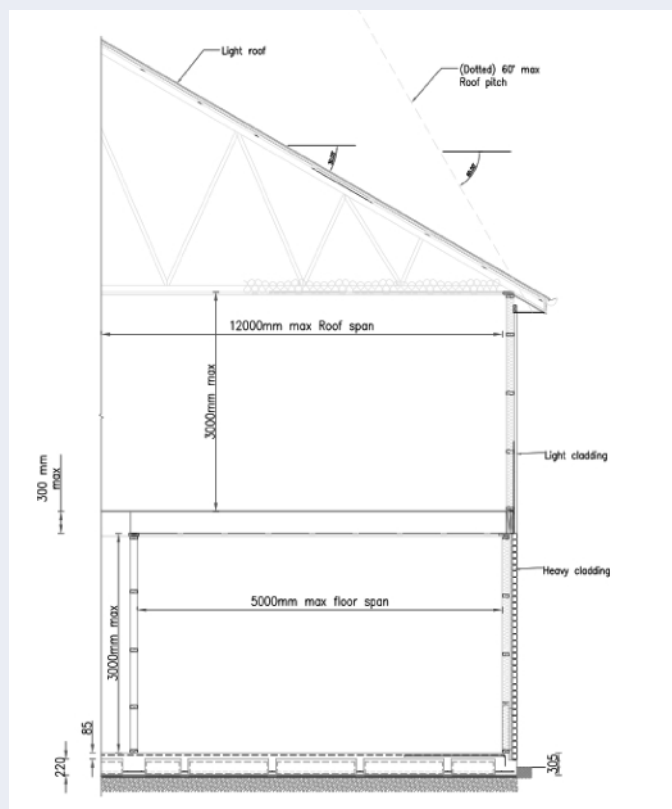 Light roof
(Dotted) 60° max
Roof pitch
12000mm max Roof span
3000mm max
300 mm
max
Light cladding
Heavy cladding
5000mm max floor span
3000mm max
85
220
305